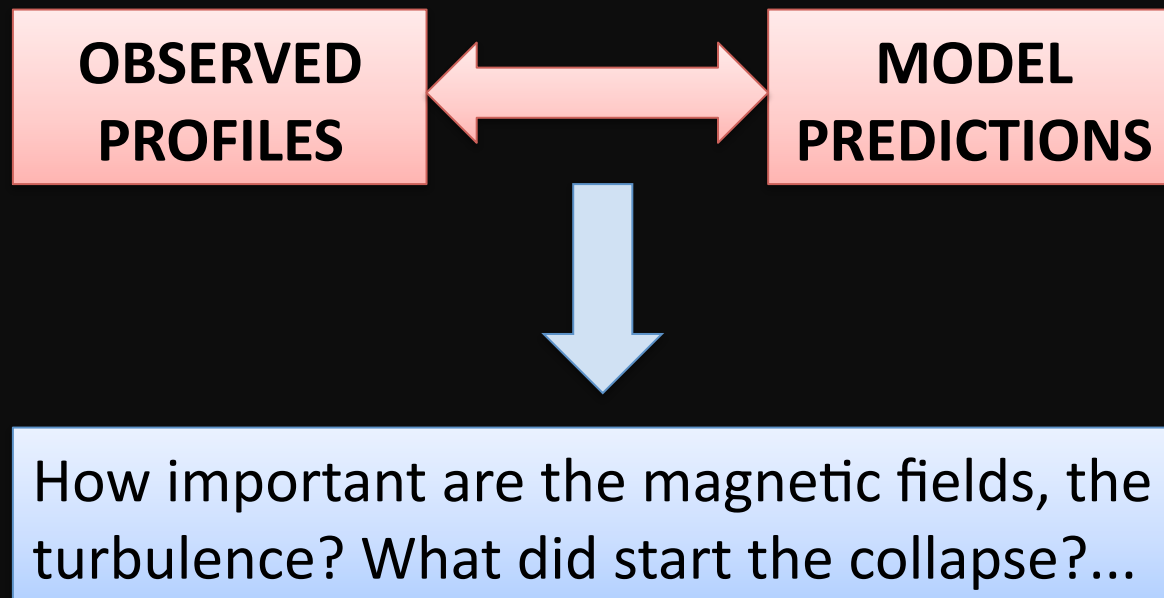 OBSERVED
PROFILES
MODEL
PREDICTIONS
How important are the magnetic fields, the
turbulence? What did start the collapse?...